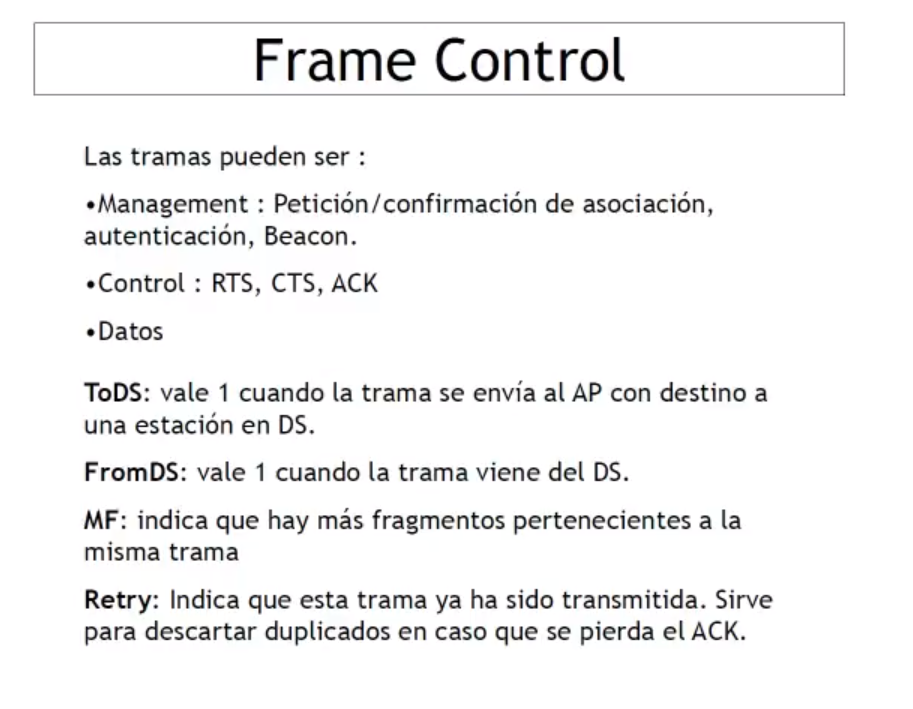 Frame Control
Las tramas pueden ser :
•Management : Petición/confirmación de asociación,
autenticación, Beacon.
•Control : RTS, CTS, ACK
•Datos
ToDS: vale 1 cuando la trama se envía al AP con destino a
una estación en DS.
FromDS: vale 1 cuando la trama viene del DS.
MF: indica que hay más fragmentos pertenecientes a la
misma trama
Retry: Indica que esta trama ya ha sido transmitida. Sirve
para descartar duplicados en caso que se pierda el ACK.